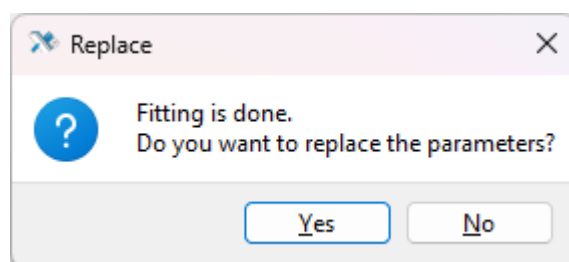 Replace
Fitting is done.
Do you want to replace the parameters?
Yes No